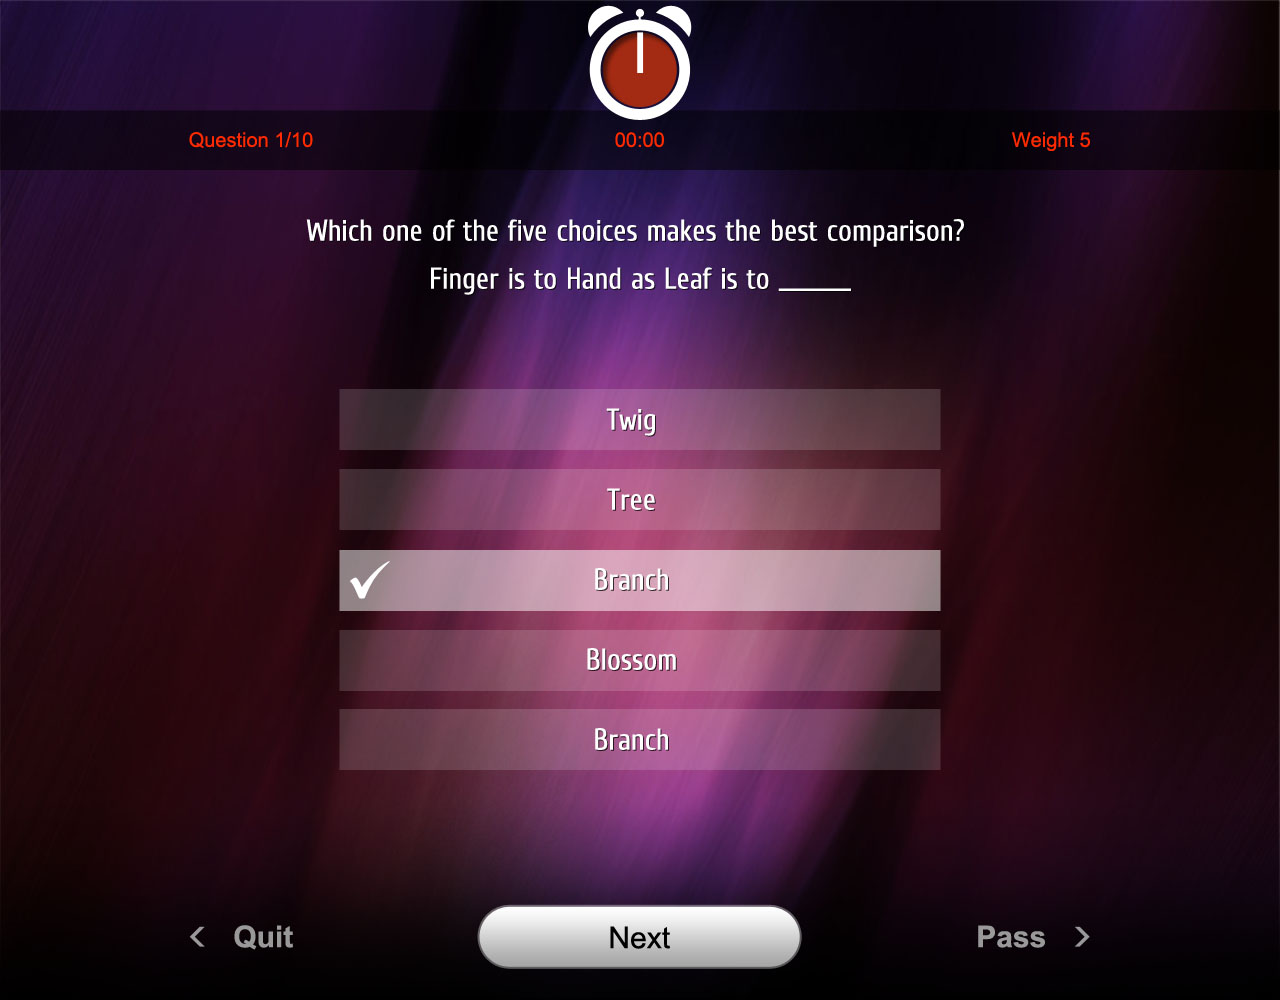 Question 1/10
00:00
Weight 5
Which one of the five choices makes the best comparison?
Finger is to Hand as Leaf is to ______
Twig
Tree
Branch
Blossom
Branch
Quit
Next
Pass